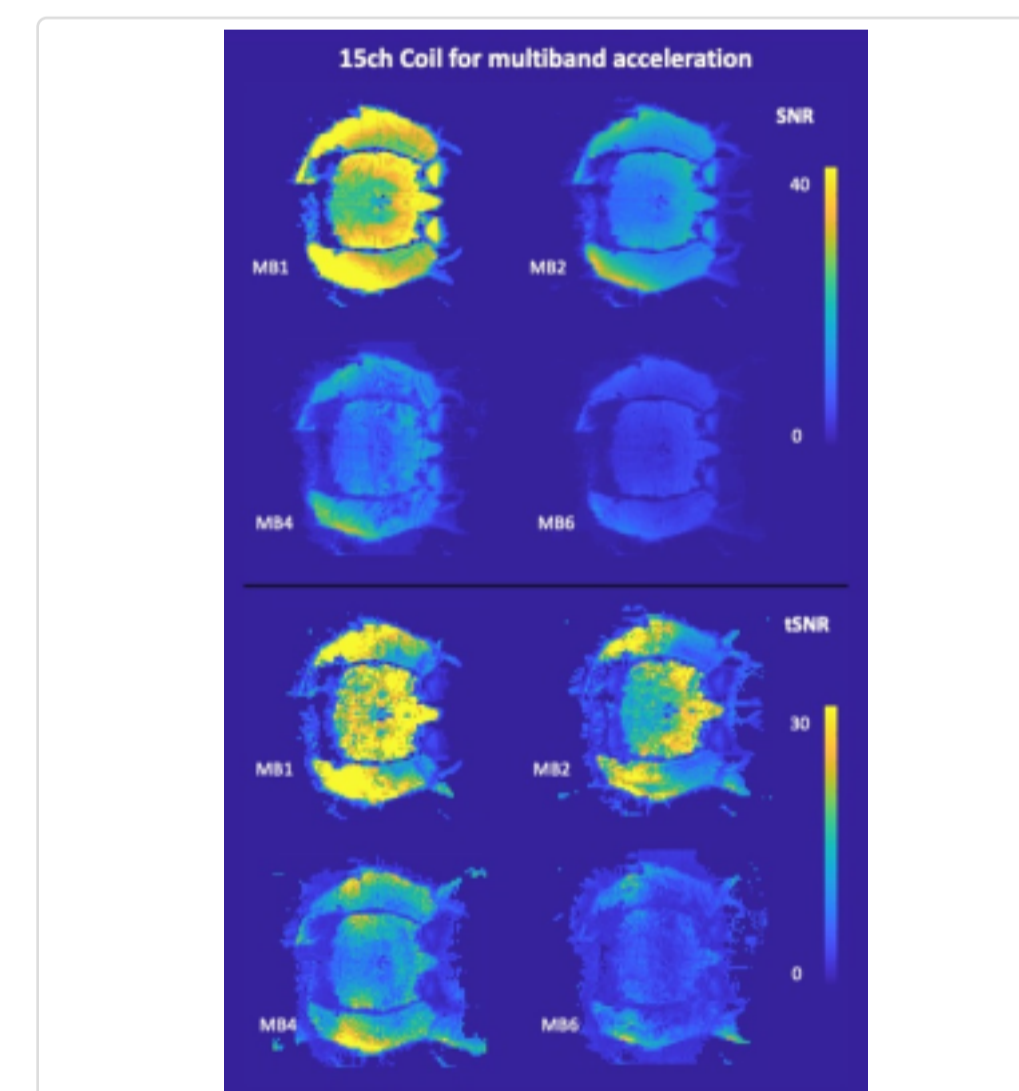 15ch Coil for multiband acceleration
SNR
40
MB1
MB2
0
MB4
MB6
tSNR
30
MB1
MB2
0
MB4
MB6